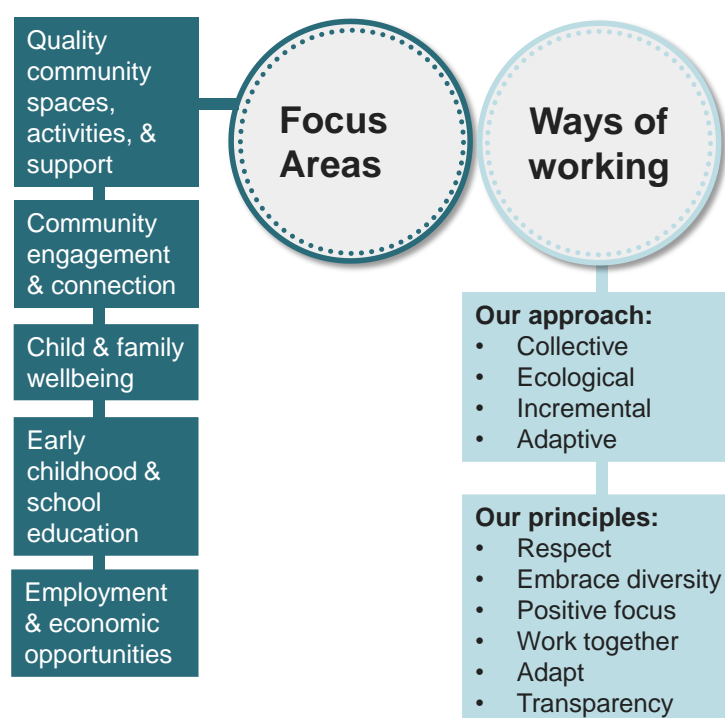 Quality
community
spaces,
activities, &
support
Community
engagement
& connection
Child & family
wellbeing
Early
childhood &
school
education
Employment
& economic
opportunities
Focus
Areas
Ways of
working
Our approach:
• Collective
• Ecological
• Incremental
• Adaptive
Our principles:
• Respect
• Embrace diversity
• Positive focus
• Work together
• Adapt
• Transparency